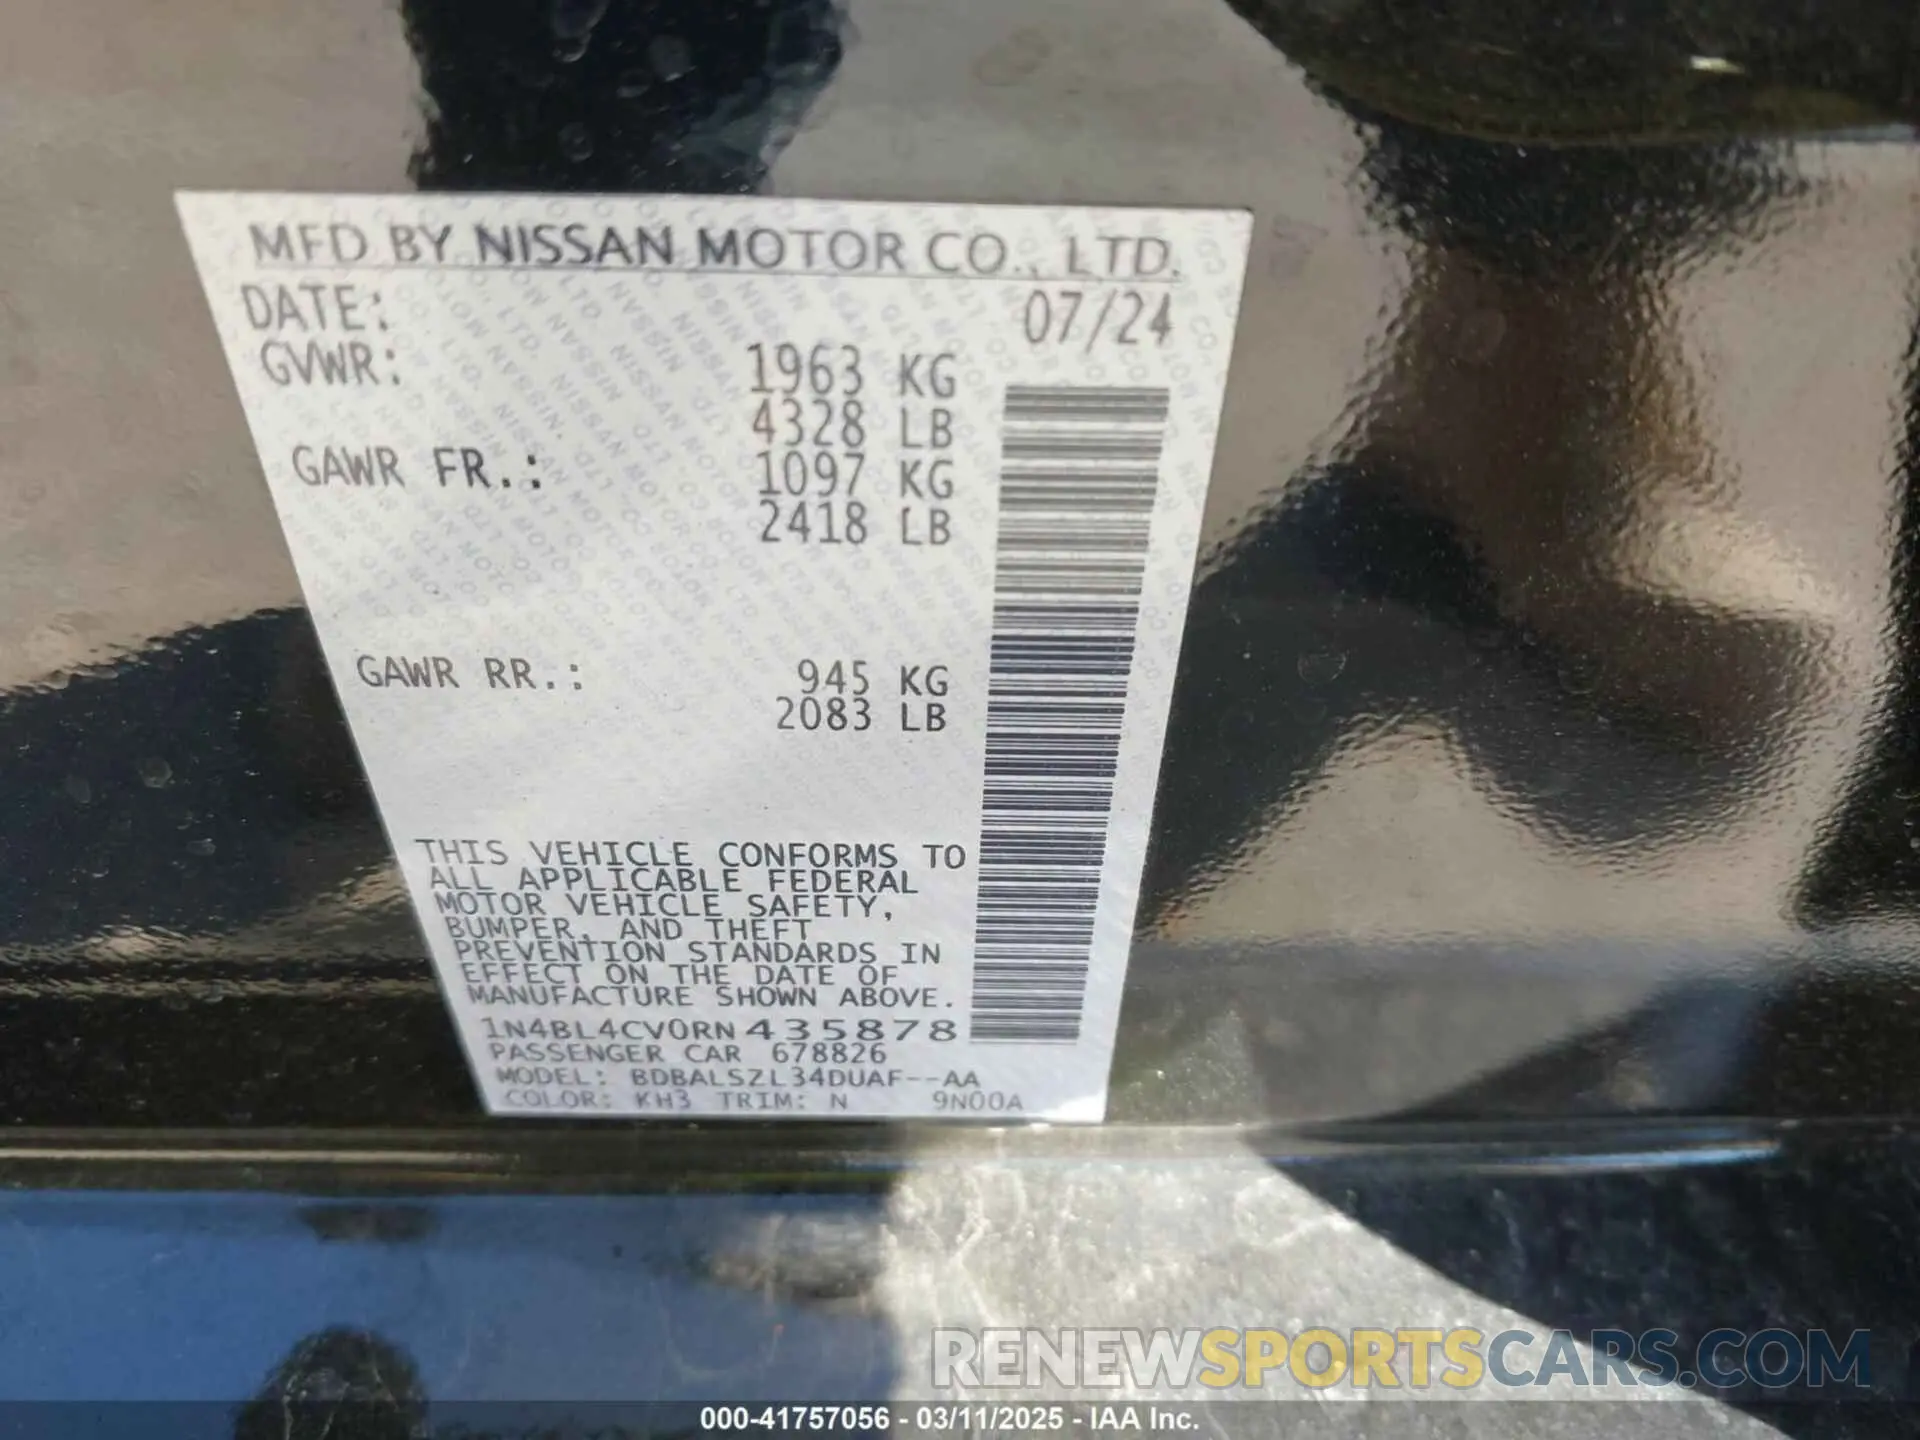 MFD BY NISSAN MOTOR CO., LTD.
DATE: 07/24
GVWR: 1963 KG
4328 LB
GAWR FR.: 1097 KG
2418 LB
GAWR RR.: 945 KG
2083 LB
THIS VEHICLE CONFORMS TO
ALL APPLICABLE FEDERAL
MOTOR VEHICLE SAFETY,
BUMPER, AND THEFT
PREVENTION STANDARDS IN
EFFECT ON THE DATE OF
MANUFACTURE SHOWN ABOVE.
1N4BL4CV0RN435878
PASSENGER CAR 678826
MODEL: BDBALSZL34DUAF--AA
COLOR: KH3 TRIM: N 9N00A
RENEWSPORTSCARS.COM
000-41757056 - 03/11/2025 - IAA Inc.